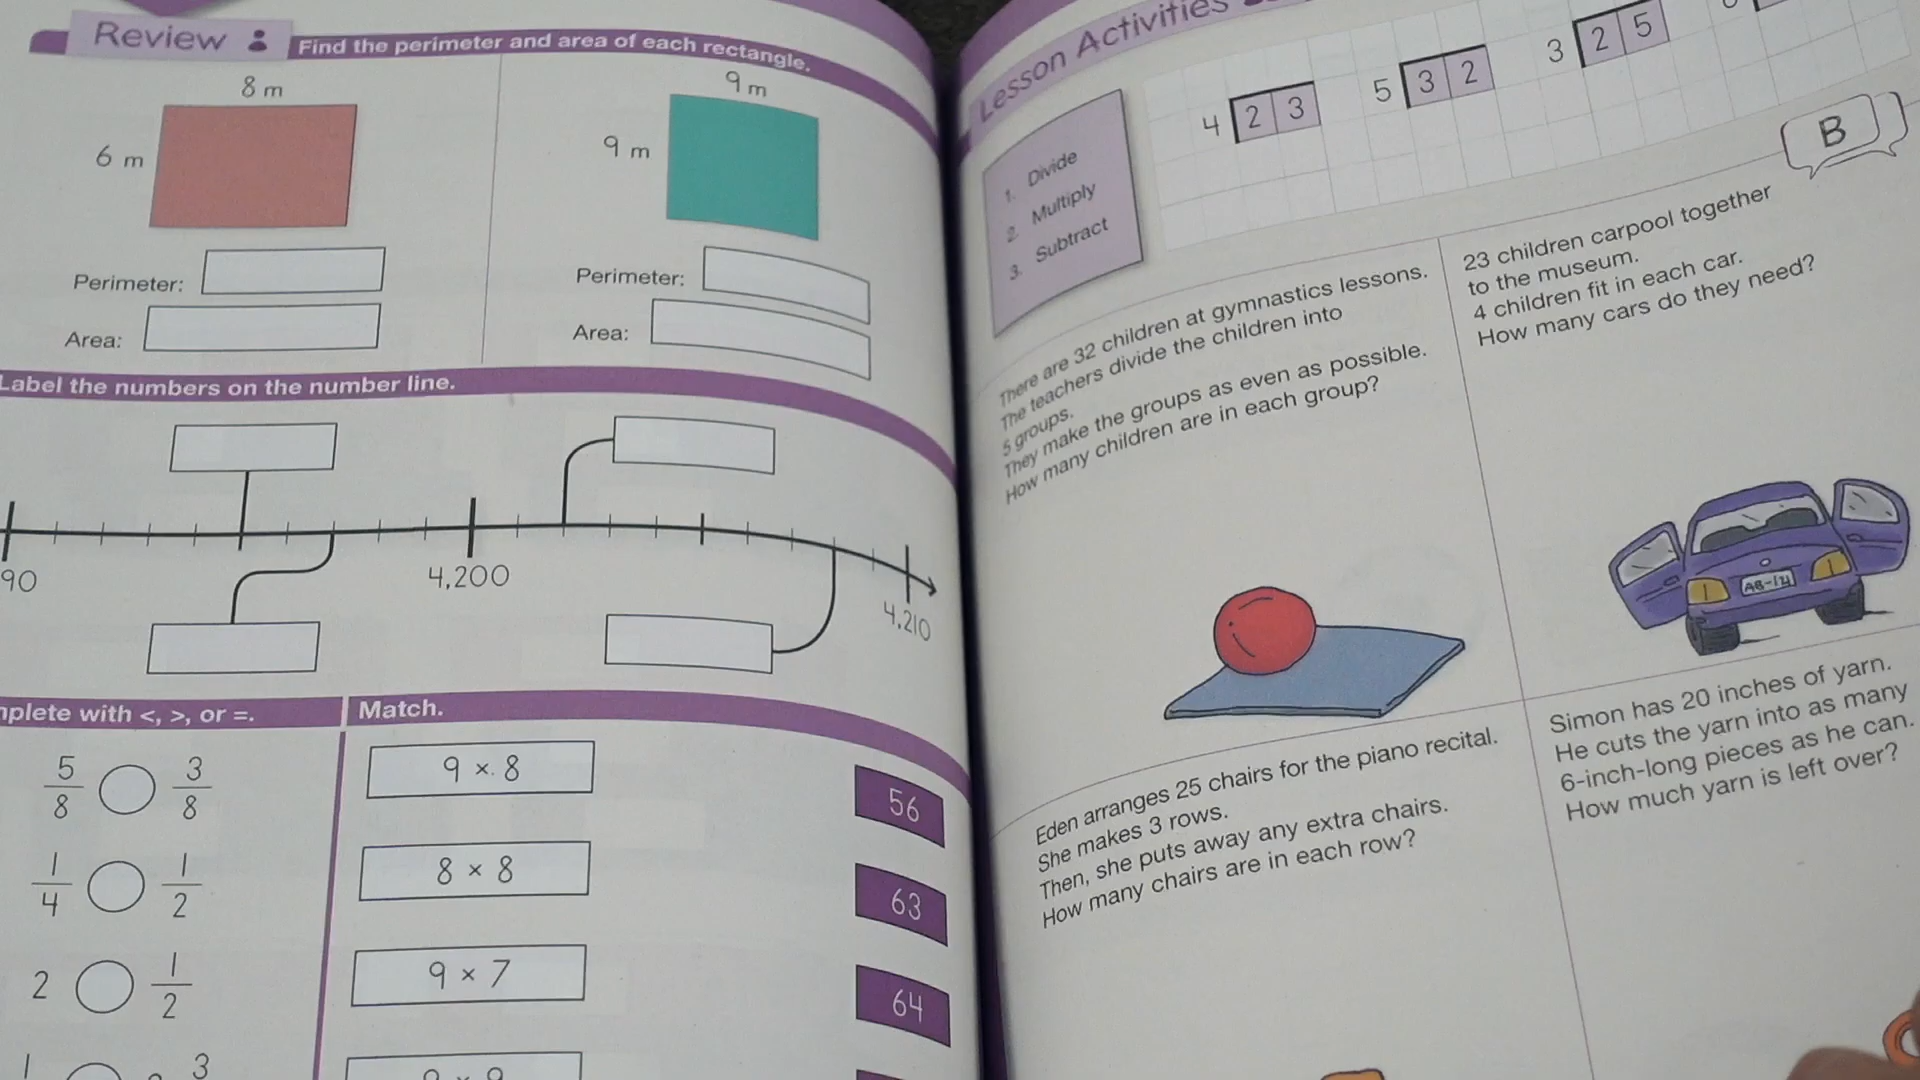 Review
Find the perimeter and area of each rectangle.
8 m
6 m
Perimeter:
Area:
9 m
9 m
Perimeter:
Area:
Label the numbers on the number line.
90
4,200
4,210
plete with <, >, or =.
5/8 3/8
1/4 1/2
2 1/2
3
Match.
9 × 8
8 × 8
9 × 7
56
63
64
Lesson Activities
1. Divide
2. Multiply
3. Subtract
4 23
5 32
3 25
B
There are 32 children at gymnastics lessons.
The teachers divide the children into
5 groups.
They make the groups as even as possible.
How many children are in each group?
23 children carpool together
to the museum.
4 children fit in each car.
How many cars do they need?
AB-14
Eden arranges 25 chairs for the piano recital.
She makes 3 rows.
Then, she puts away any extra chairs.
How many chairs are in each row?
Simon has 20 inches of yarn.
He cuts the yarn into as many
6-inch-long pieces as he can.
How much yarn is left over?